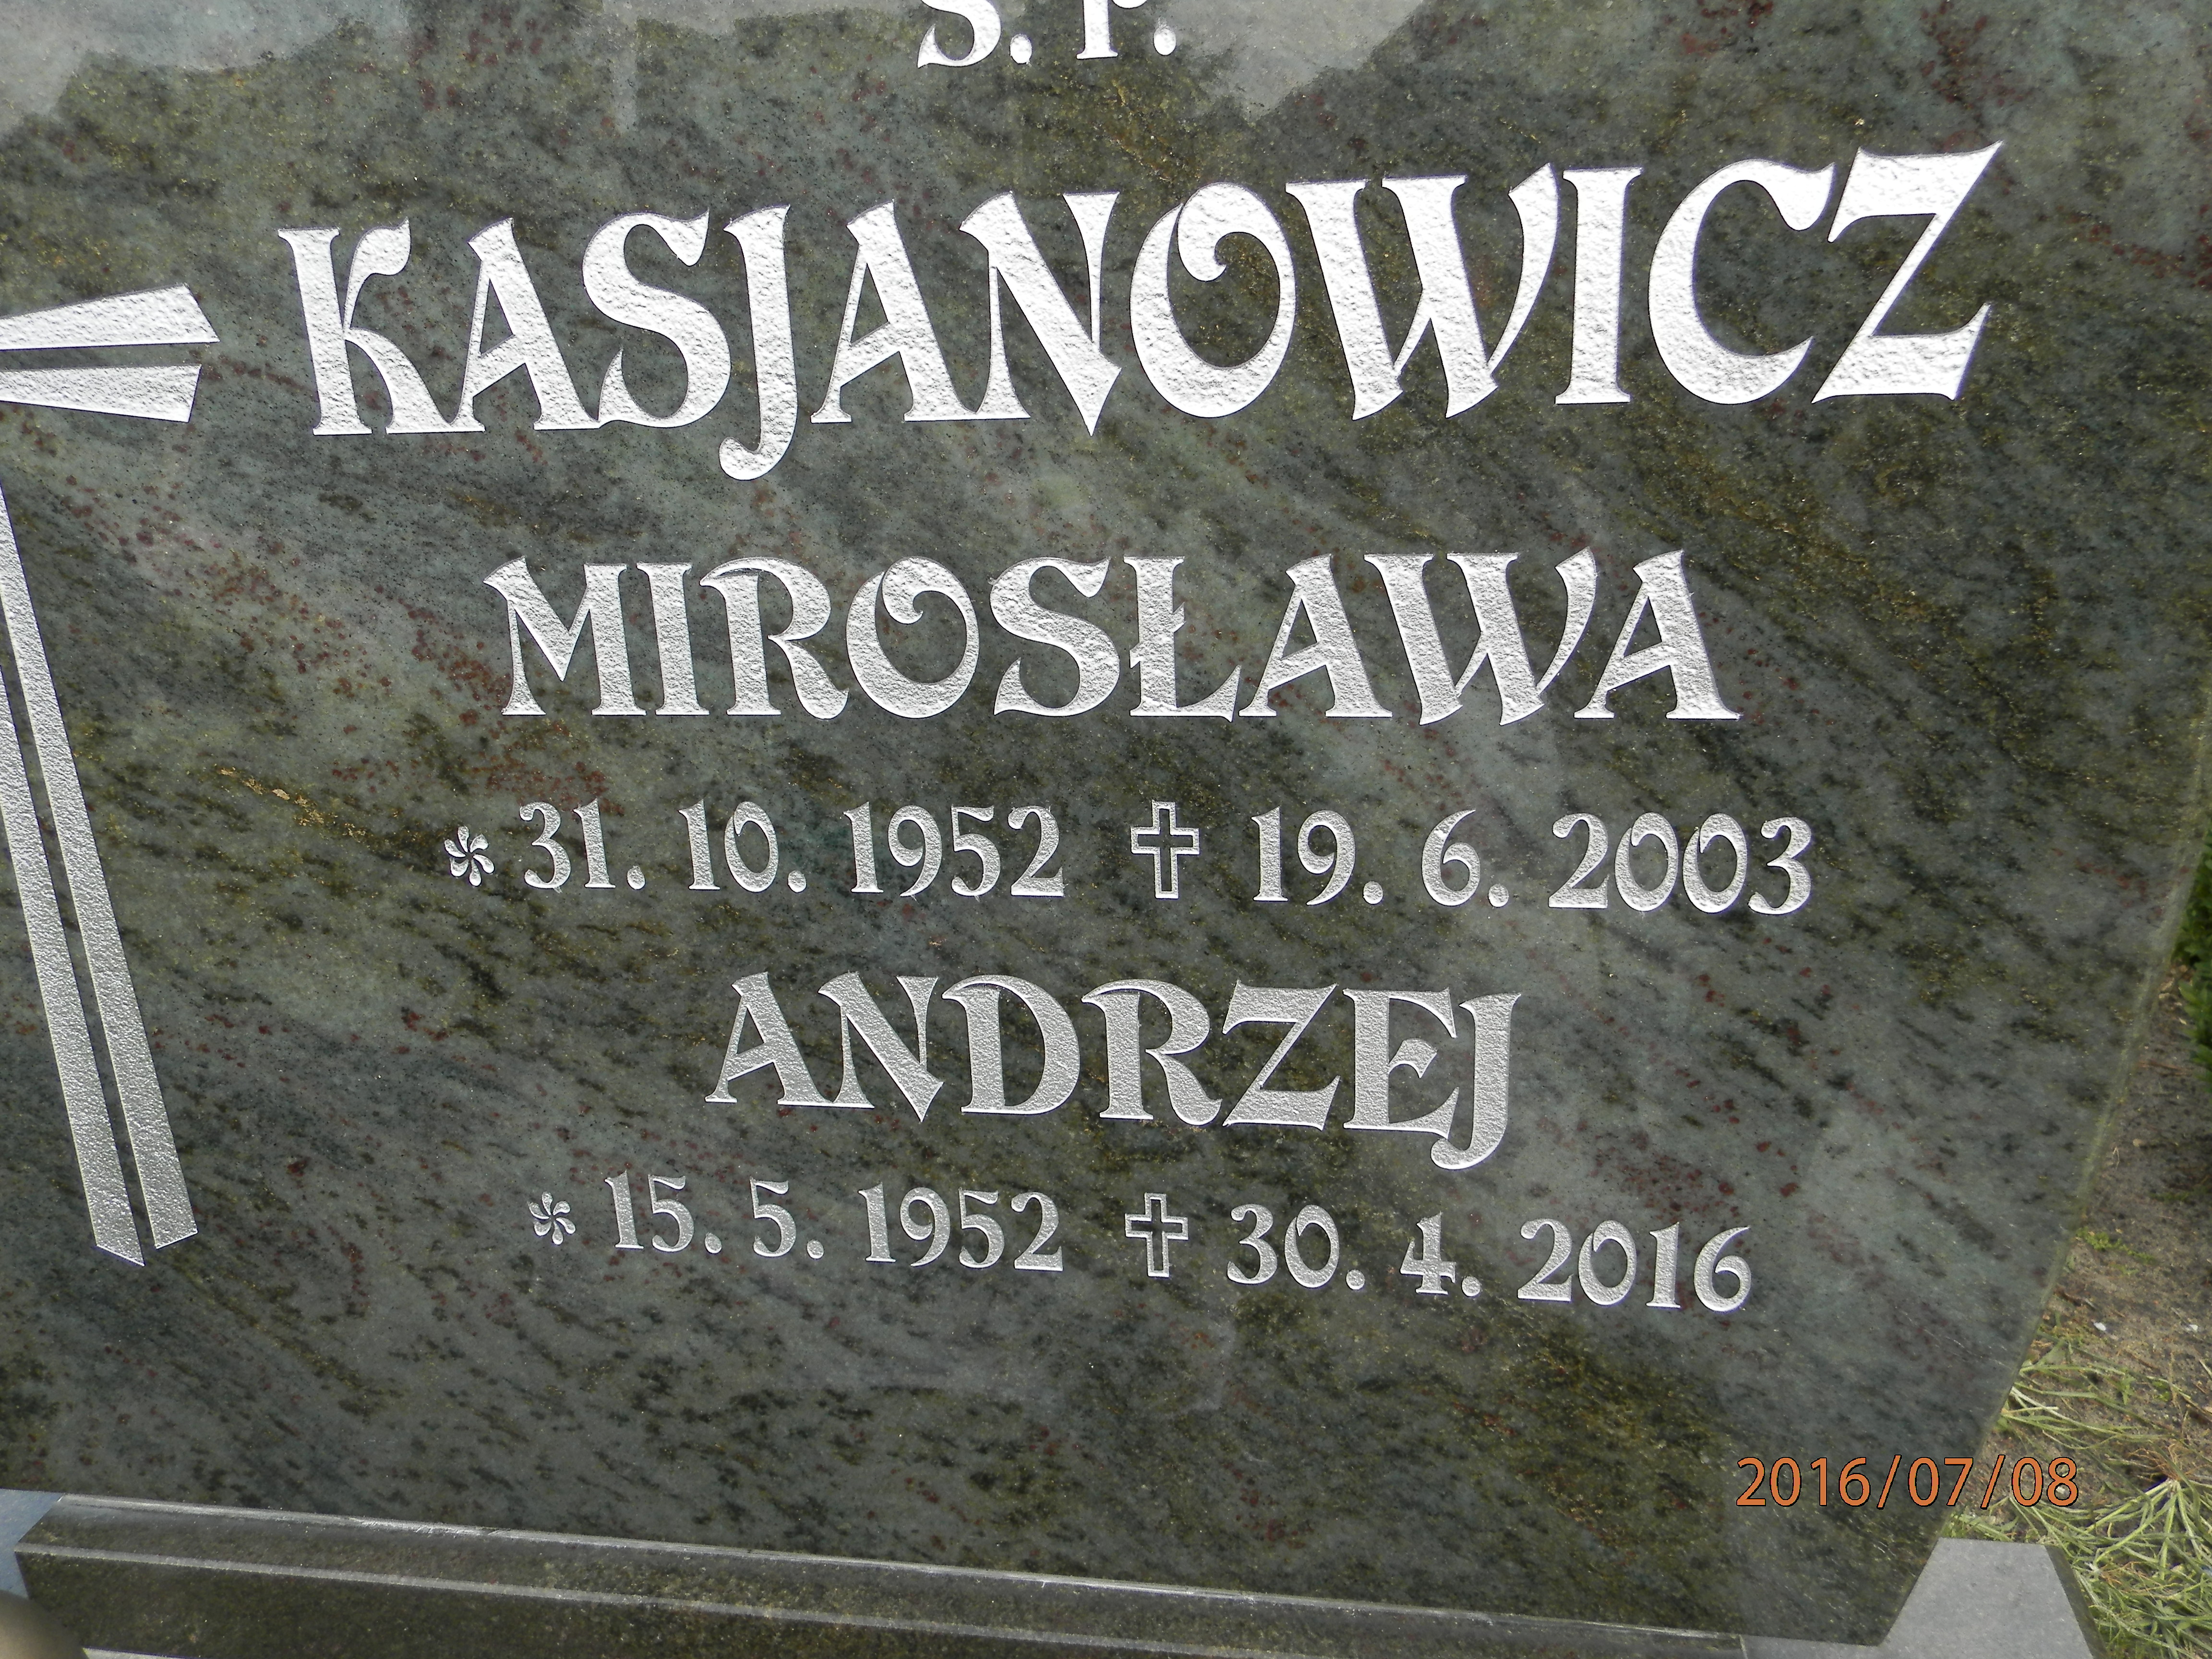 Ś. P.
KASJANOWICZ
MIROSŁAWA
* 31. 10. 1952 ✝ 19. 6. 2003
ANDRZEJ
* 15. 5. 1952 ✝ 30. 4. 2016
2016/07/08